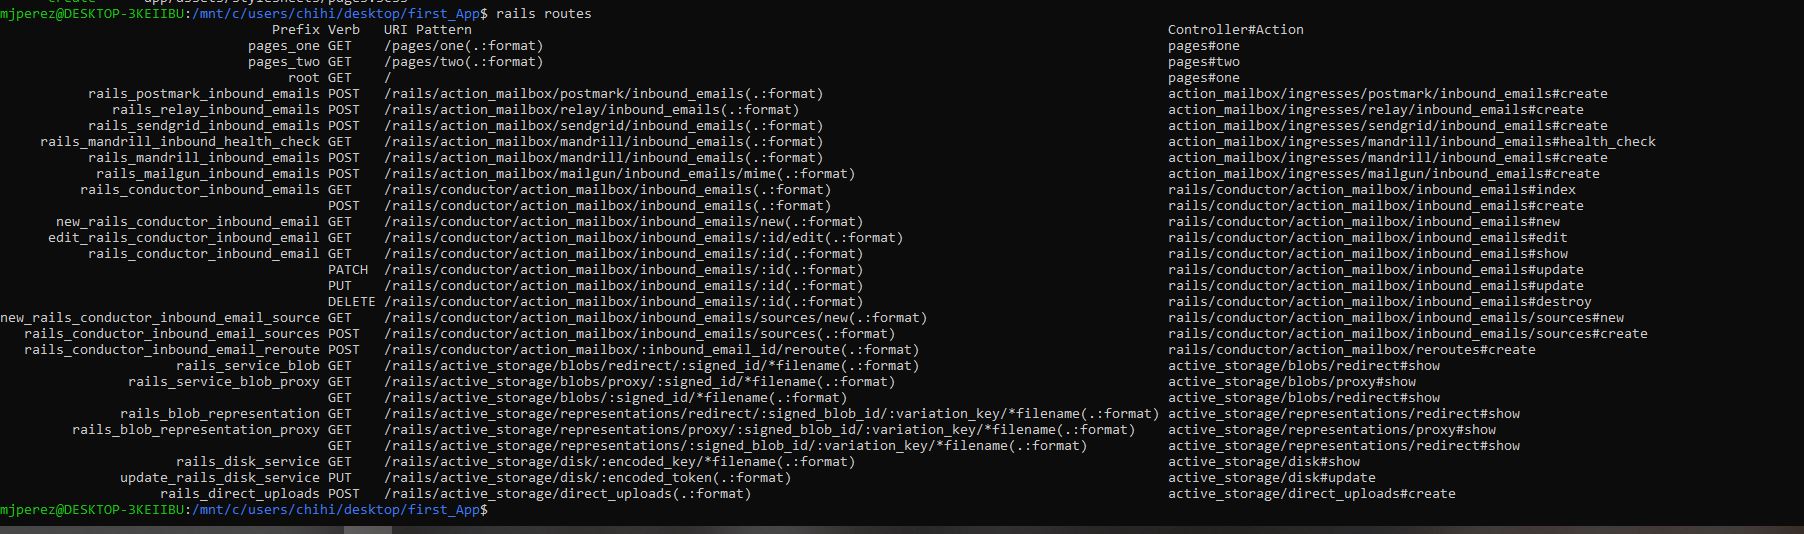 mjperez@DESKTOP-3KEIIBU:/mnt/c/users/chihi/desktop/first_App$ rails routes
Prefix Verb URI Pattern Controller#Action
pages_one GET /pages/one(.:format) pages#one
pages_two GET /pages/two(.:format) pages#two
root GET / pages#one
rails_postmark_inbound_emails POST /rails/action_mailbox/postmark/inbound_emails(.:format) action_mailbox/ingresses/postmark/inbound_emails#create
rails_relay_inbound_emails POST /rails/action_mailbox/relay/inbound_emails(.:format) action_mailbox/ingresses/relay/inbound_emails#create
rails_sendgrid_inbound_emails POST /rails/action_mailbox/sendgrid/inbound_emails(.:format) action_mailbox/ingresses/sendgrid/inbound_emails#create
rails_mandrill_inbound_health_check GET /rails/action_mailbox/mandrill/inbound_emails(.:format) action_mailbox/ingresses/mandrill/inbound_emails#health_check
rails_mandrill_inbound_emails POST /rails/action_mailbox/mandrill/inbound_emails(.:format) action_mailbox/ingresses/mandrill/inbound_emails#create
rails_mailgun_inbound_emails POST /rails/action_mailbox/mailgun/inbound_emails/mime(.:format) action_mailbox/ingresses/mailgun/inbound_emails#create
rails_conductor_inbound_emails GET /rails/conductor/action_mailbox/inbound_emails(.:format) rails/conductor/action_mailbox/inbound_emails#index
POST /rails/conductor/action_mailbox/inbound_emails(.:format) rails/conductor/action_mailbox/inbound_emails#create
new_rails_conductor_inbound_email GET /rails/conductor/action_mailbox/inbound_emails/new(.:format) rails/conductor/action_mailbox/inbound_emails#new
edit_rails_conductor_inbound_email GET /rails/conductor/action_mailbox/inbound_emails/:id/edit(.:format) rails/conductor/action_mailbox/inbound_emails#edit
rails_conductor_inbound_email GET /rails/conductor/action_mailbox/inbound_emails/:id(.:format) rails/conductor/action_mailbox/inbound_emails#show
PATCH /rails/conductor/action_mailbox/inbound_emails/:id(.:format) rails/conductor/action_mailbox/inbound_emails#update
PUT /rails/conductor/action_mailbox/inbound_emails/:id(.:format) rails/conductor/action_mailbox/inbound_emails#update
DELETE /rails/conductor/action_mailbox/inbound_emails/:id(.:format) rails/conductor/action_mailbox/inbound_emails#destroy
new_rails_conductor_inbound_email_source GET /rails/conductor/action_mailbox/inbound_emails/sources/new(.:format) rails/conductor/action_mailbox/inbound_emails/sources#new
rails_conductor_inbound_email_sources POST /rails/conductor/action_mailbox/inbound_emails/sources(.:format) rails/conductor/action_mailbox/inbound_emails/sources#create
rails_conductor_inbound_email_reroute POST /rails/conductor/action_mailbox/:inbound_email_id/reroute(.:format) rails/conductor/action_mailbox/reroutes#create
rails_service_blob GET /rails/active_storage/blobs/redirect/:signed_id/*filename(.:format) active_storage/blobs/redirect#show
rails_service_blob_proxy GET /rails/active_storage/blobs/proxy/:signed_id/*filename(.:format) active_storage/blobs/proxy#show
GET /rails/active_storage/blobs/:signed_id/*filename(.:format) active_storage/blobs/redirect#show
rails_blob_representation GET /rails/active_storage/representations/redirect/:signed_blob_id/:variation_key/*filename(.:format) active_storage/representations/redirect#show
rails_blob_representation_proxy GET /rails/active_storage/representations/proxy/:signed_blob_id/:variation_key/*filename(.:format) active_storage/representations/proxy#show
GET /rails/active_storage/representations/:signed_blob_id/:variation_key/*filename(.:format) active_storage/representations/redirect#show
rails_disk_service GET /rails/active_storage/disk/:encoded_key/*filename(.:format) active_storage/disk#show
update_rails_disk_service PUT /rails/active_storage/disk/:encoded_token(.:format) active_storage/disk#update
rails_direct_uploads POST /rails/active_storage/direct_uploads(.:format) active_storage/direct_uploads#create
mjperez@DESKTOP-3KEIIBU:/mnt/c/users/chihi/desktop/first_App$